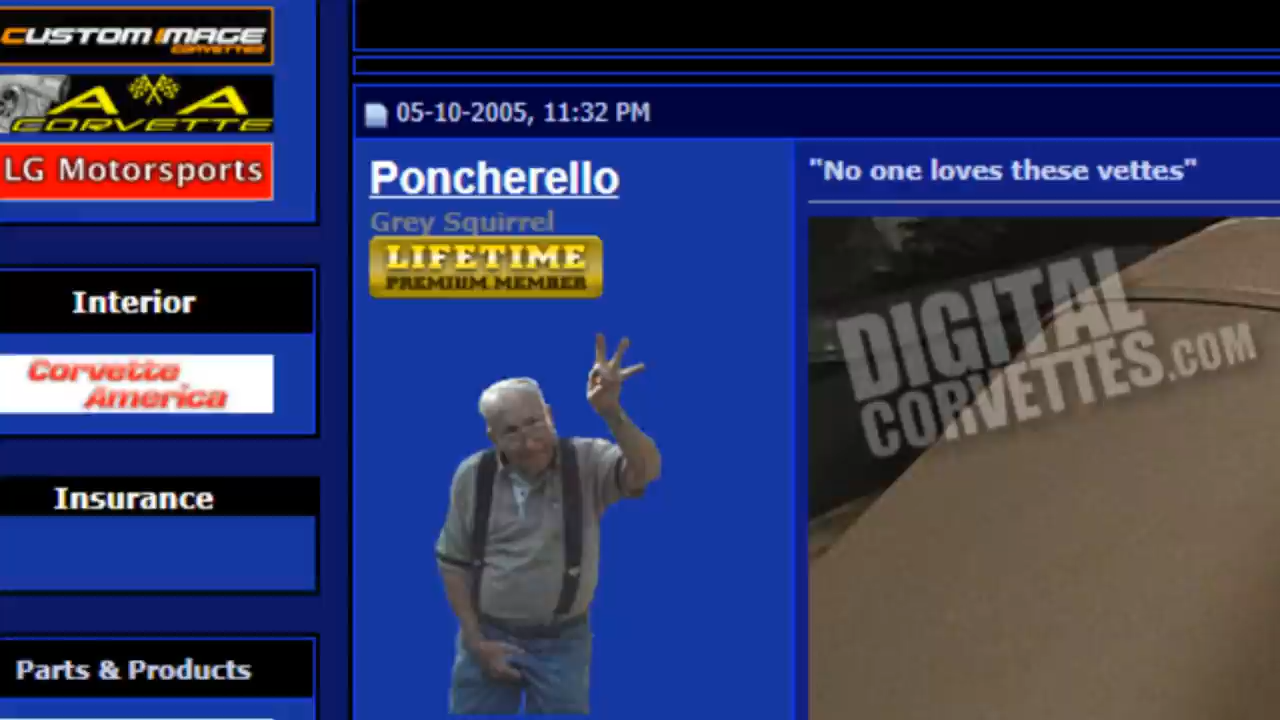 CUSTOM IMAGE
CORVETTES
A A
CORVETTE
LG Motorsports
Interior
Corvette
America
Insurance
Parts & Products
05-10-2005, 11:32 PM
Poncherello
Grey Squirrel
LIFETIME
PREMIUM MEMBER
"No one loves these vettes"
DIGITAL
CORVETTES.COM